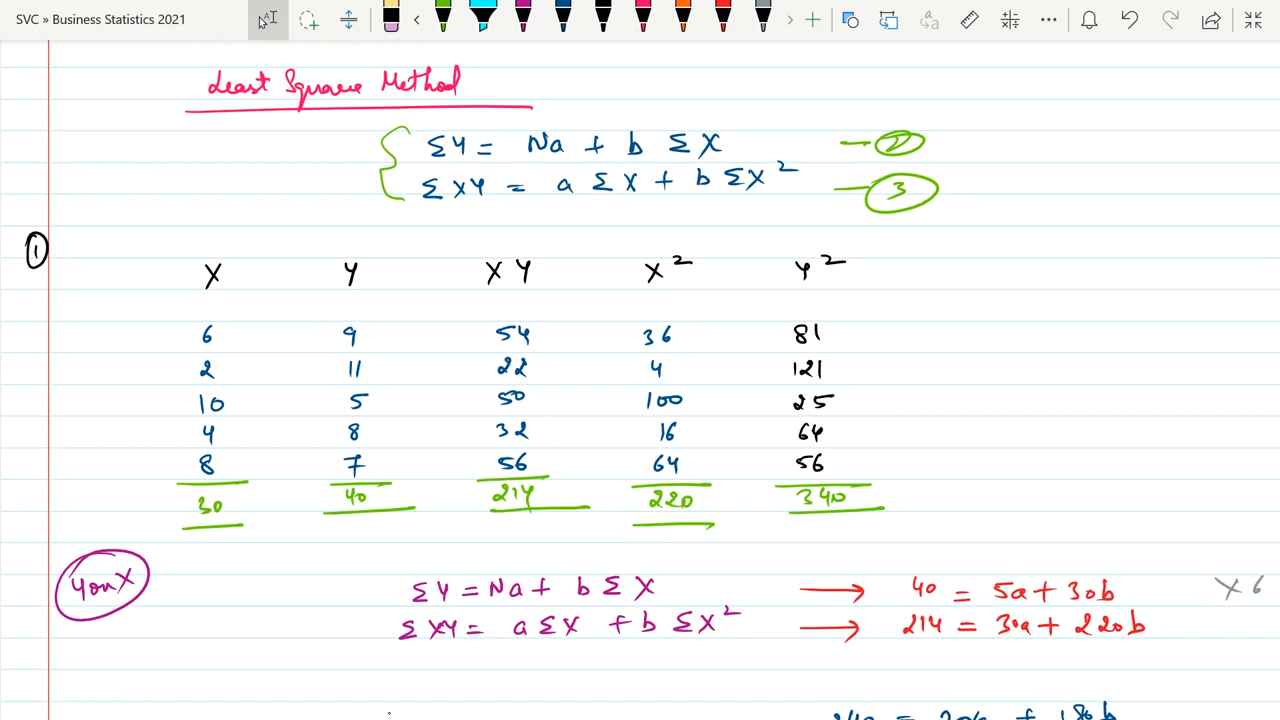 SVC » Business Statistics 2021
Least Square Method
ΣY = Na + b ΣX — 2
ΣXY = a ΣX + b ΣX² — 3
1
X Y XY X² Y²
6 9 54 36 81
2 11 22 4 121
10 5 50 100 25
4 8 32 16 64
8 7 56 64 56
30 40 214 220 340
Y on X
ΣY = Na + b ΣX → 40 = 5a + 30b X 6
ΣXY = a ΣX + b ΣX² → 214 = 30a + 220b